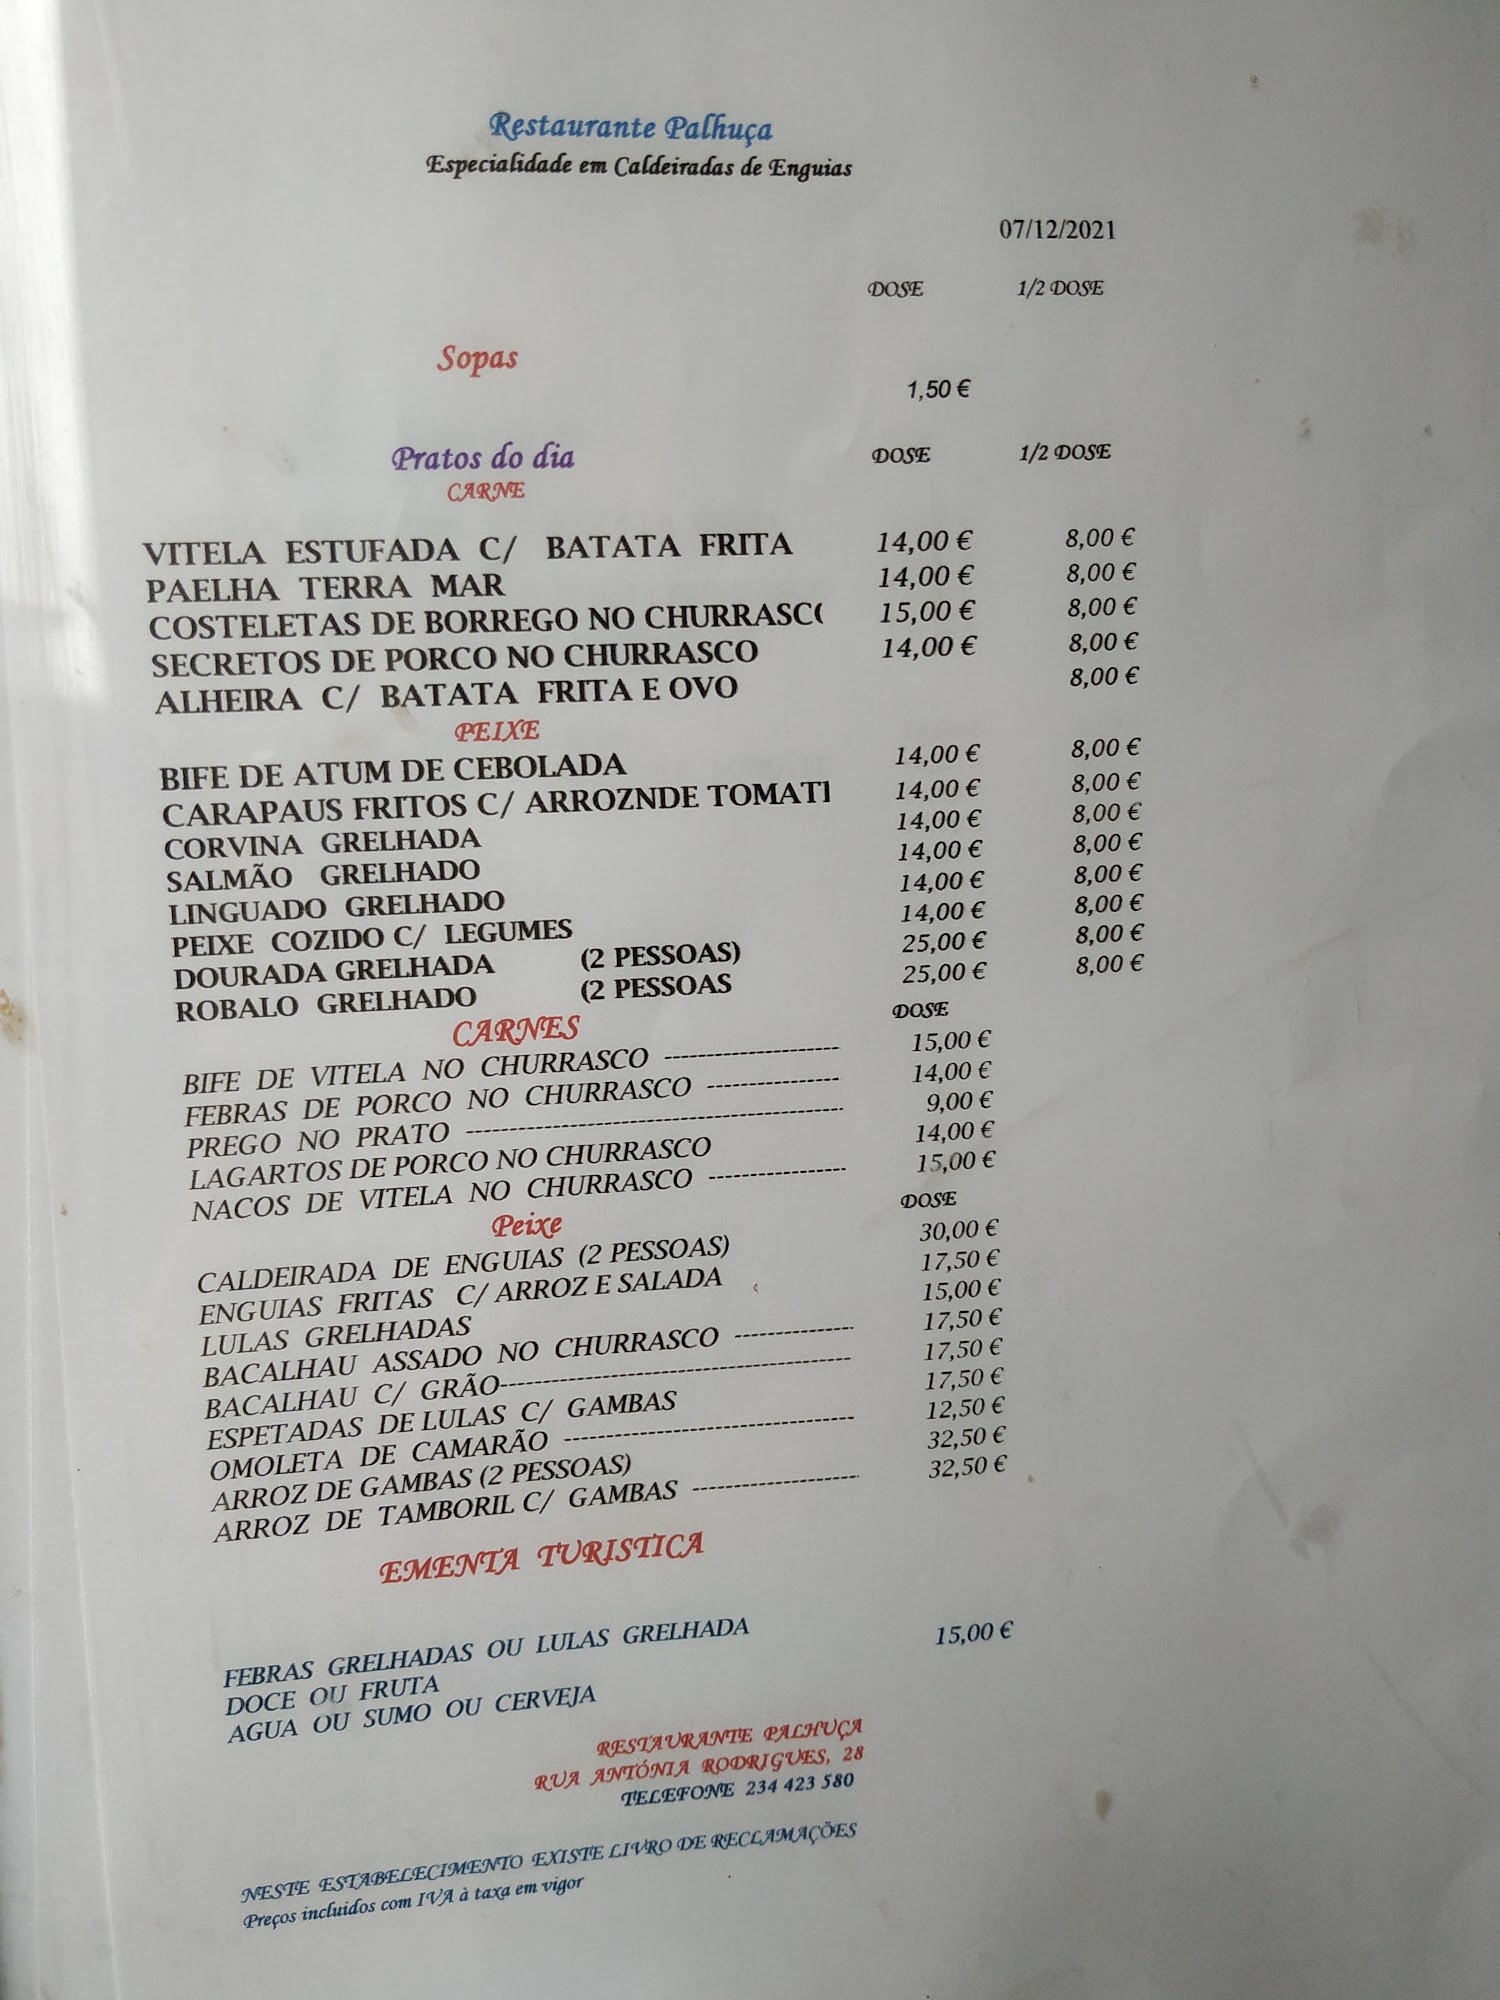 Restaurante Palhuça
Especialidade em Caldeiradas de Enguias
07/12/2021
DOSE 1/2 DOSE
Sopas
1,50 €
Pratos do dia DOSE 1/2 DOSE
CARNE
VITELA ESTUFADA C/ BATATA FRITA 14,00 € 8,00 €
PAELHA TERRA MAR 14,00 € 8,00 €
COSTELETAS DE BORREGO NO CHURRASCO 15,00 € 8,00 €
SECRETOS DE PORCO NO CHURRASCO 14,00 € 8,00 €
ALHEIRA C/ BATATA FRITA E OVO 8,00 €
PEIXE
BIFE DE ATUM DE CEBOLADA 14,00 € 8,00 €
CARAPAUS FRITOS C/ ARROZNDE TOMATE 14,00 € 8,00 €
CORVINA GRELHADA 14,00 € 8,00 €
SALMÃO GRELHADO 14,00 € 8,00 €
LINGUADO GRELHADO 14,00 € 8,00 €
PEIXE COZIDO C/ LEGUMES 14,00 € 8,00 €
DOURADA GRELHADA (2 PESSOAS) 25,00 € 8,00 €
ROBALO GRELHADO (2 PESSOAS 25,00 € 8,00 €
CARNES DOSE
BIFE DE VITELA NO CHURRASCO ---------------------- 15,00 €
FEBRAS DE PORCO NO CHURRASCO ---------------- 14,00 €
PREGO NO PRATO ---------------------------------------------- 9,00 €
LAGARTOS DE PORCO NO CHURRASCO 14,00 €
NACOS DE VITELA NO CHURRASCO ----------------- 15,00 €
Peixe DOSE
CALDEIRADA DE ENGUIAS (2 PESSOAS) 30,00 €
ENGUIAS FRITAS C/ ARROZ E SALADA 17,50 €
LULAS GRELHADAS 15,00 €
BACALHAU ASSADO NO CHURRASCO -------------- 17,50 €
BACALHAU C/ GRÃO------------------------------------------- 17,50 €
ESPETADAS DE LULAS C/ GAMBAS 17,50 €
OMOLETA DE CAMARÃO ----------------------------------- 12,50 €
ARROZ DE GAMBAS (2 PESSOAS) 32,50 €
ARROZ DE TAMBORIL C/ GAMBAS -------------------- 32,50 €
EMENTA TURISTICA
FEBRAS GRELHADAS OU LULAS GRELHADA 15,00 €
DOCE OU FRUTA
AGUA OU SUMO OU CERVEJA
RESTAURANTE PALHUÇA
RUA ANTÓNIA RODRIGUES, 28
TELEFONE 234 423 580
NESTE ESTABELECIMENTO EXISTE LIVRO DE RECLAMAÇÕES
Preços incluidos com IVA à taxa em vigor